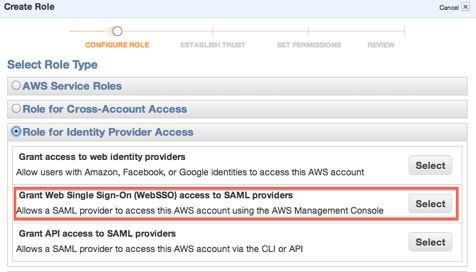 Create Role
Cancel
CONFIGURE ROLE
ESTABLISH TRUST
SET PERMISSIONS
REVIEW
Select Role Type
AWS Service Roles
Role for Cross-Account Access
Role for Identity Provider Access
Grant access to web identity providers
Allow users with Amazon, Facebook, or Google identities to access this AWS account
Select
Grant Web Single Sign-On (WebSSO) access to SAML providers
Allows a SAML provider to access this AWS account using the AWS Management Console
Select
Grant API access to SAML providers
Allows a SAML provider to access this AWS account via the CLI or API
Select